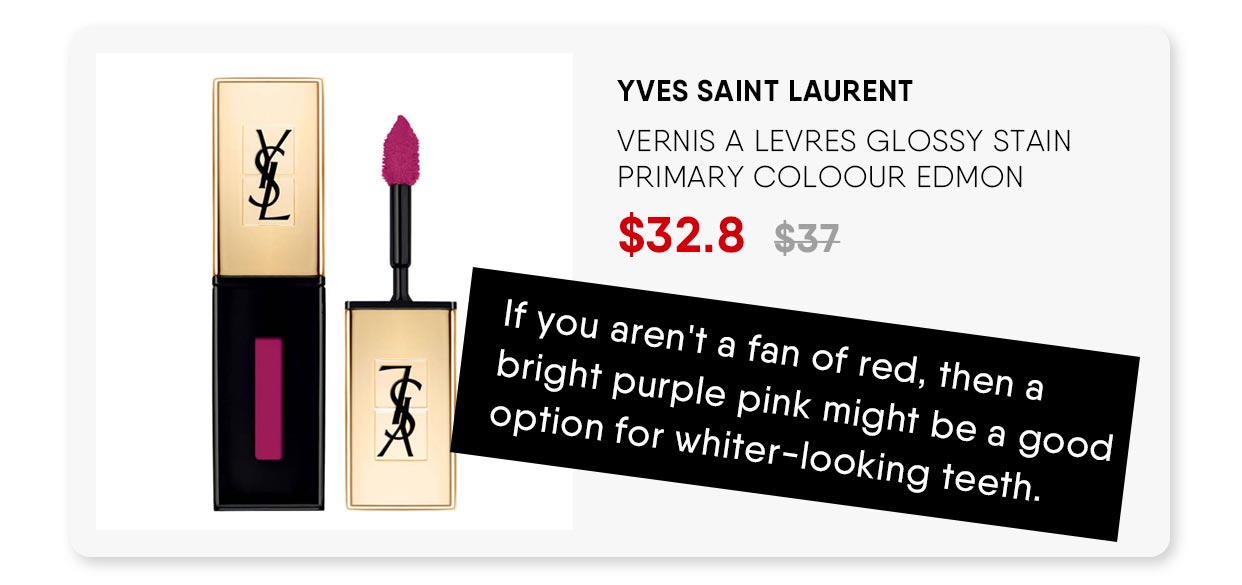 YSL
YSL
YVES SAINT LAURENT
VERNIS A LEVRES GLOSSY STAIN
PRIMARY COLOOUR EDMON
$32.8 $37
If you aren't a fan of red, then a
bright purple pink might be a good
option for whiter-looking teeth.